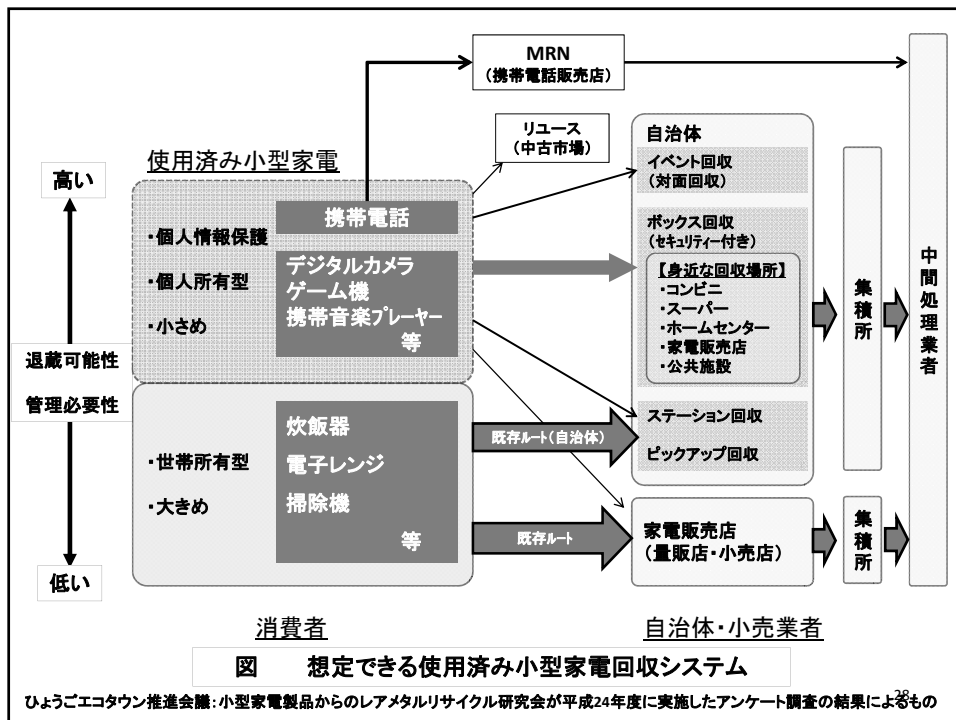 MRN
(携帯電話販売店)
リユース
(中古市場)
使用済み小型家電
高い
・個人情報保護
・個人所有型
・小さめ
退蔵可能性
管理必要性
・世帯所有型
・大きめ
低い
携帯電話
デジタルカメラ
ゲーム機
携帯音楽プレーヤー
等
炊飯器
電子レンジ
掃除機
等
既存ルート(自治体)
既存ルート
自治体
イベント回収
(対面回収)
ボックス回収
(セキュリティー付き)
【身近な回収場所】
・コンビニ
・スーパー
・ホームセンター
・家電販売店
・公共施設
ステーション回収
ピックアップ回収
家電販売店
(量販店・小売店)
集積所
集積所
中間処理業者
消費者
自治体・小売業者
図 想定できる使用済み小型家電回収システム
ひょうごエコタウン推進会議:小型家電製品からのレアメタルリサイクル研究会が平成24年度に実施したアンケート調査の結果によるもの
28